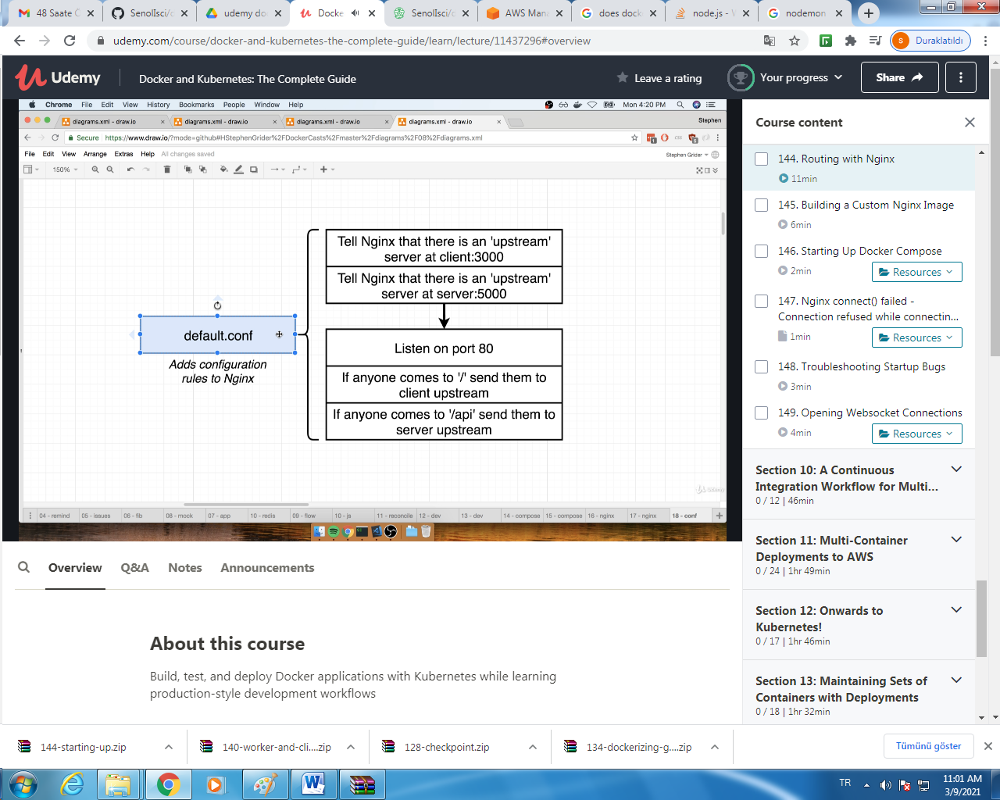 48 Saate
SenolIsci/c
udemy do
Docke
SenolIsci/c
AWS Mana
does dock
node.js -
nodemon
udemy.com/course/docker-and-kubernetes-the-complete-guide/learn/lecture/11437296#overview
S
Duraklatıldı
Udemy
Docker and Kubernetes: The Complete Guide
Leave a rating
Your progress
Share
Chrome File Edit View History Bookmarks People Window Help
Mon 4:20 PM
diagrams.xml - draw.io
diagrams.xml - draw.io
diagrams.xml - draw.io
diagrams.xml - draw.io
Stephen
Secure
https://www.draw.io/?mode=github#HStephenGrider%2FDockerCasts%2Fmaster%2Fdiagrams%2F08%2Fdiagrams.xml
File Edit View Arrange Extras Help All changes saved
Stephen Grider
150%
Tell Nginx that there is an 'upstream'
server at client:3000
Tell Nginx that there is an 'upstream'
server at server:5000
default.conf
Adds configuration
rules to Nginx
Listen on port 80
If anyone comes to '/' send them to
client upstream
If anyone comes to '/api' send them to
server upstream
Udemy
04 - remind 05 - issues 06 - fib 06 - mock 07 - app 10 - redis 09 - flow 10 - js 11 - reconcile 12 - dev 13 - dev 14 - compose 15 - compose 16 - nginx 17 - nginx 18 - conf
Course content
144. Routing with Nginx
11min
145. Building a Custom Nginx Image
6min
146. Starting Up Docker Compose
2min
Resources
147. Nginx connect() failed -
Connection refused while connectin...
1min
Resources
148. Troubleshooting Startup Bugs
3min
149. Opening Websocket Connections
4min
Resources
Section 10: A Continuous
Integration Workflow for Multi...
0 / 12 | 46min
Section 11: Multi-Container
Deployments to AWS
0 / 24 | 1hr 49min
Section 12: Onwards to
Kubernetes!
0 / 17 | 1hr 46min
Section 13: Maintaining Sets of
Containers with Deployments
0 / 18 | 1hr 32min
Overview
Q&A
Notes
Announcements
About this course
Build, test, and deploy Docker applications with Kubernetes while learning
production-style development workflows
144-starting-up.zip
140-worker-and-cli....zip
128-checkpoint.zip
134-dockerizing-g....zip
Tümünü göster
TR
11:01 AM
3/9/2021